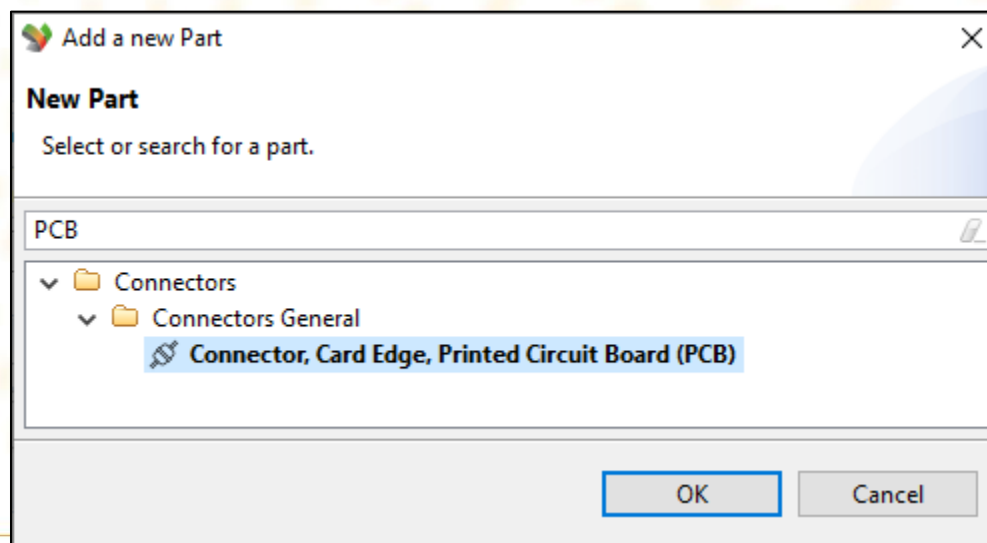 Add a new Part
New Part
Select or search for a part.
PCB
Connectors
Connectors General
Connector, Card Edge, Printed Circuit Board (PCB)
OK
Cancel